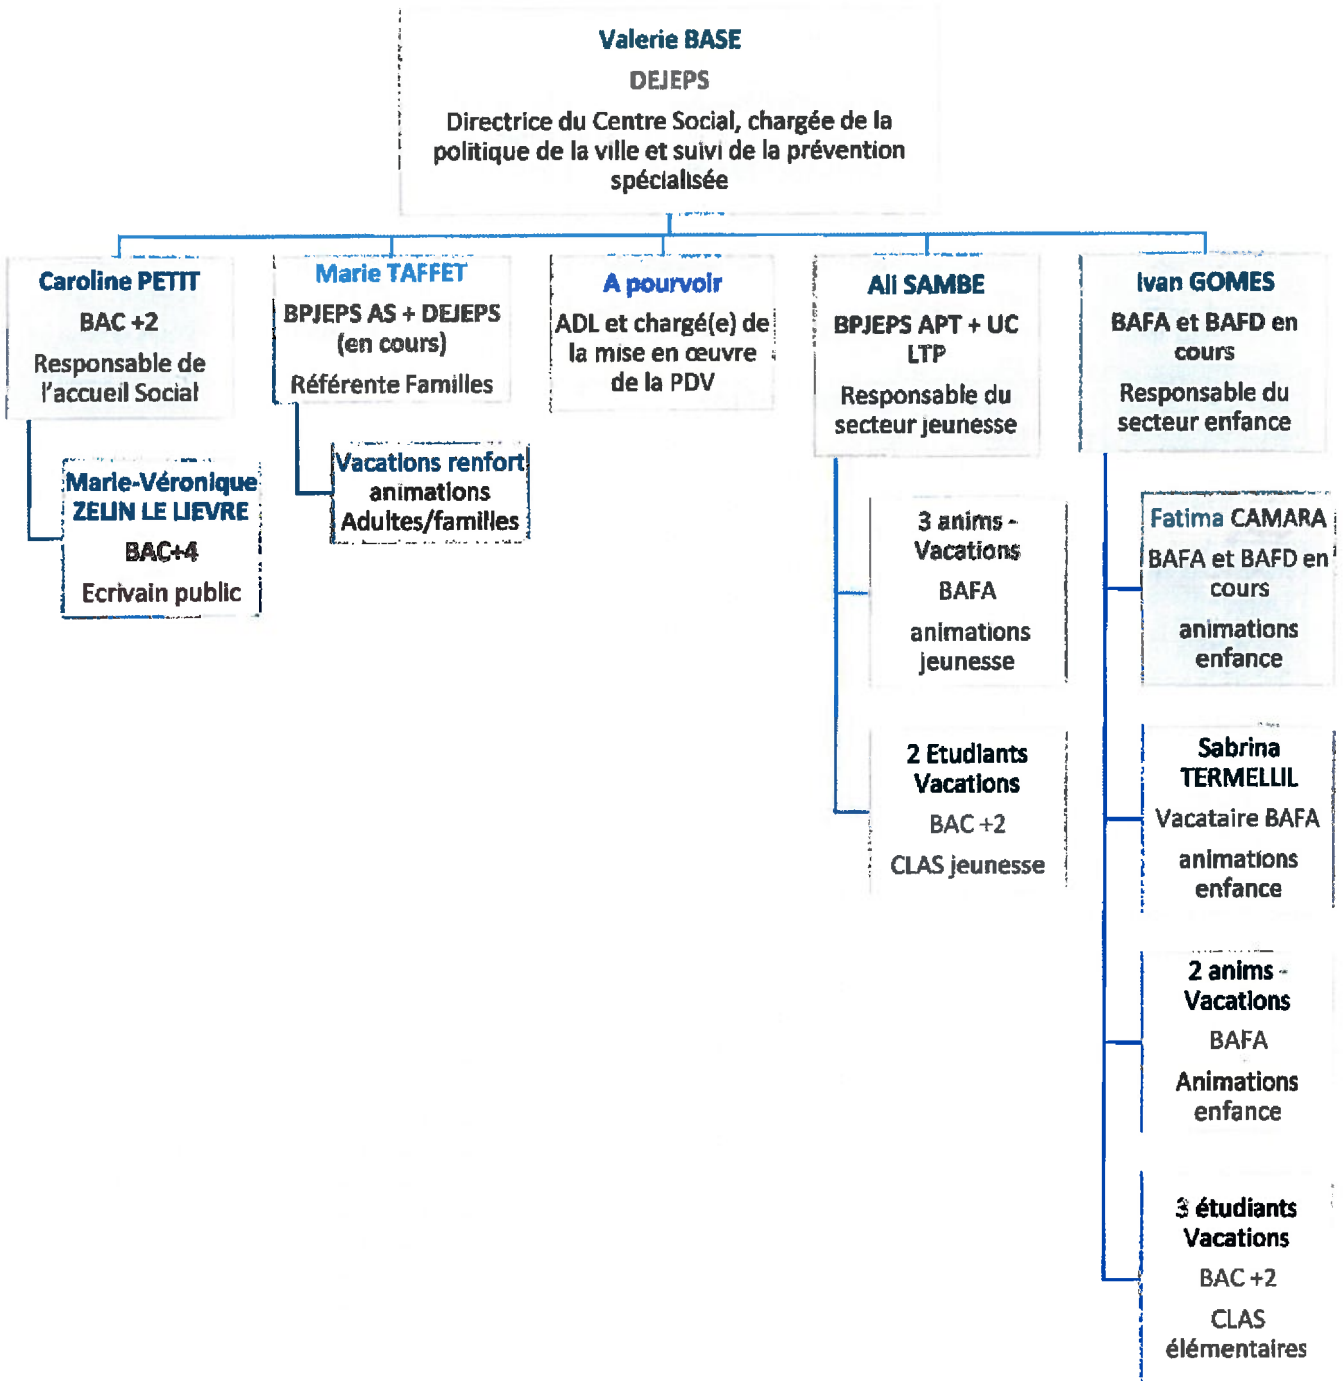 Valerie BASE
DEJEPS
Directrice du Centre Social, chargée de la
politique de la ville et suivi de la prévention
spécialisée
Caroline PETIT
BAC +2
Responsable de
l'accueil Social
Marie-Véronique
ZELIN LE LIEVRE
BAC+4
Ecrivain public
Marie TAFFET
BPJEPS AS + DEJEPS
(en cours)
Référente Familles
Vacations renfort
animations
Adultes/familles
A pourvoir
ADL et chargé(e) de
la mise en œuvre
de la PDV
Ali SAMBE
BPJEPS APT + UC
LTP
Responsable du
secteur jeunesse
3 anims -
Vacations
BAFA
animations
jeunesse
2 Etudiants
Vacations
BAC +2
CLAS jeunesse
Ivan GOMES
BAFA et BAFD en
cours
Responsable du
secteur enfance
Fatima CAMARA
BAFA et BAFD en
cours
animations
enfance
Sabrina
TERMELLIL
Vacataire BAFA
animations
enfance
2 anims -
Vacations
BAFA
Animations
enfance
3 étudiants
Vacations
BAC +2
CLAS
élémentaires